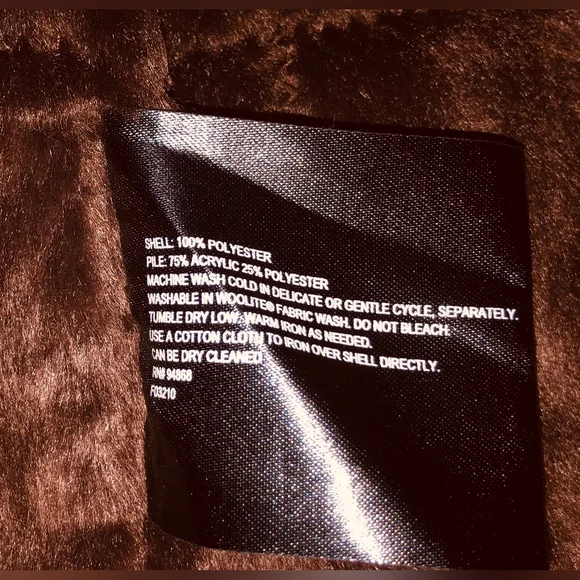 SHELL: 100% POLYESTER
PILE: 75% ACRYLIC 25% POLYESTER
MACHINE WASH COLD IN DELICATE OR GENTLE CYCLE, SEPARATELY.
WASHABLE IN WOOLITE® FABRIC WASH. DO NOT BLEACH.
TUMBLE DRY LOW. WARM IRON AS NEEDED.
USE A COTTON CLOTH TO IRON OVER SHELL DIRECTLY.
CAN BE DRY CLEANED.
RN# 94868
F03210